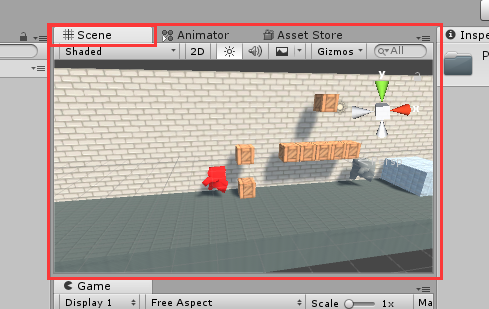 Scene Animator Asset Store Inspe
Shaded 2D Gizmos All
P
y
x
Game
Display 1 Free Aspect Scale 1x Ma